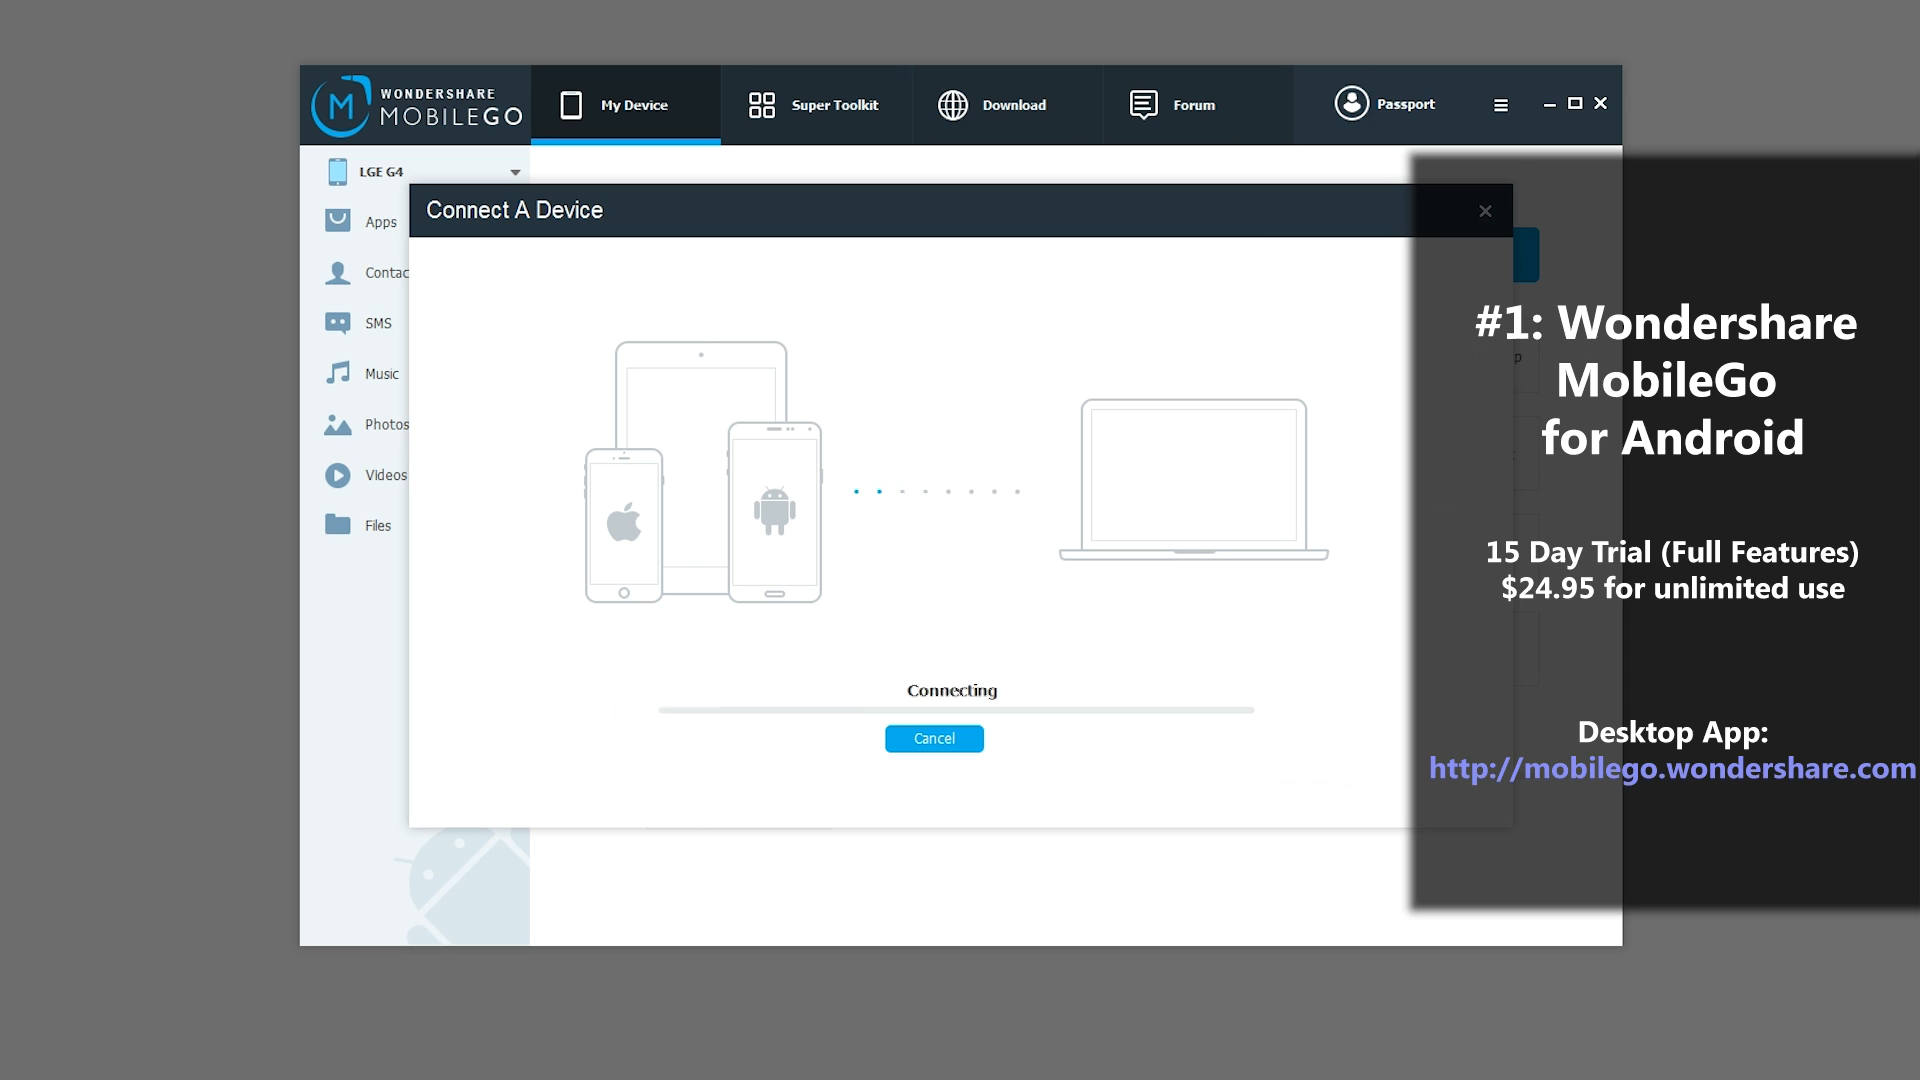 WONDERSHARE
MOBILEGO
My Device
Super Toolkit
Download
Forum
Passport
LGE G4
Apps
Contac
SMS
Music
Photos
Videos
Files
Connect A Device
Connecting
Cancel
#1: Wondershare
MobileGo
for Android
15 Day Trial (Full Features)
$24.95 for unlimited use
Desktop App:
http://mobilego.wondershare.com